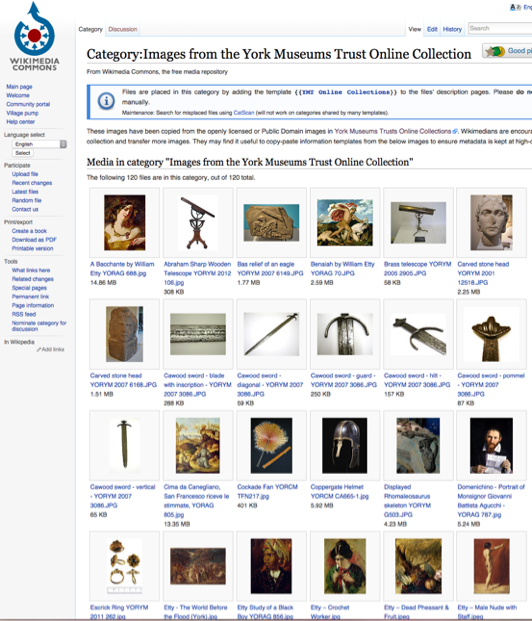 WIKIMEDIA
COMMONS
Main page
Welcome
Community portal
Village pump
Help center
Language select
English
Select
Participate
Upload file
Recent changes
Latest files
Random file
Contact us
Print/export
Create a book
Download as PDF
Printable version
Tools
What links here
Related changes
Special pages
Permanent link
Page information
RSS feed
Nominate category for
discussion
In Wikipedia
Add links
Category Discussion View Edit History Search
Category:Images from the York Museums Trust Online Collection
Good pi
From Wikimedia Commons, the free media repository
Files are placed in this category by adding the template {{YMT Online Collections}} to the files' description pages. Please do
manually.
Maintenance: Search for misplaced files using CatScan (will not work on categories shared by many templates).
These images have been copied from the openly licensed or Public Domain images in York Museums Trusts Online Collections. Wikimedians are encoura
collection and transfer more images. They may find it useful to copy-paste information templates from the below images to ensure metadata is kept at high-
Media in category "Images from the York Museums Trust Online Collection"
The following 120 files are in this category, out of 120 total.
A Bacchante by William
Etty YORAG 688.jpg
14.86 MB
Abraham Sharp Wooden
Telescope YORYM 2012
108.jpg
308 KB
Bas relief of an eagle
YORYM 2007 6149.JPG
1.77 MB
Benaiah by William Etty
YORAG 70.JPG
2.59 MB
Brass telescope YORYM
2005 2905.JPG
58 KB
Carved stone head
YORYM 2001
12518.JPG
2.25 MB
Carved stone head
YORYM 2007 6168.JPG
1.51 MB
Cawood sword - blade
with inscription - YORYM
2007 3086.JPG
288 KB
Cawood sword -
diagonal - YORYM 2007
3086.JPG
59 KB
Cawood sword - guard -
YORYM 2007 3086.JPG
250 KB
Cawood sword - hilt -
YORYM 2007 3086.JPG
157 KB
Cawood sword - pommel
- YORYM 2007
3086.JPG
87 KB
Cawood sword - vertical
- YORYM 2007
3086.JPG
65 KB
Cima da Canegliano,
San Francesco riceve le
stimmate, YORAG
805.jpg
13.35 MB
Cockade Fan YORCM
TFN217.jpg
401 KB
Coppergate Helmet
YORCM CA665-1.jpg
5.92 MB
Displayed
Rhomaleosaurus
skeleton YORYM
G503.JPG
4.23 MB
Domenichino - Portrait of
Monsignor Giovanni
Battista Agucchi -
YORAG 787.jpg
5.24 MB
Escrick Ring YORYM
2011 262.jpg
Etty - The World Before
the Flood (York).jpg
Etty Study of a Black
Boy YORAG 856.jpg
Etty – Crochet
Worker.jpg
Etty – Dead Pheasant &
Fruit.jpeg
Etty – Male Nude with
Staff.jpeg